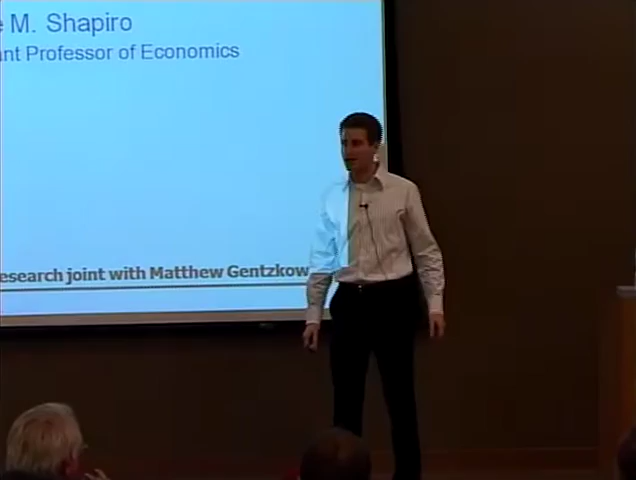 e M. Shapiro
ant Professor of Economics
esearch joint with Matthew Gentzkow